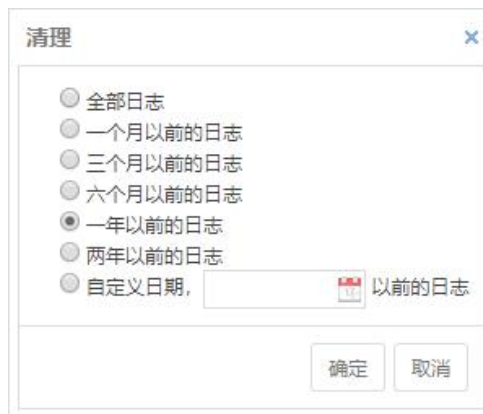 清理
全部日志
一个月以前的日志
三个月以前的日志
六个月以前的日志
一年以前的日志
两年以前的日志
自定义日期, 以前的日志
确定 取消